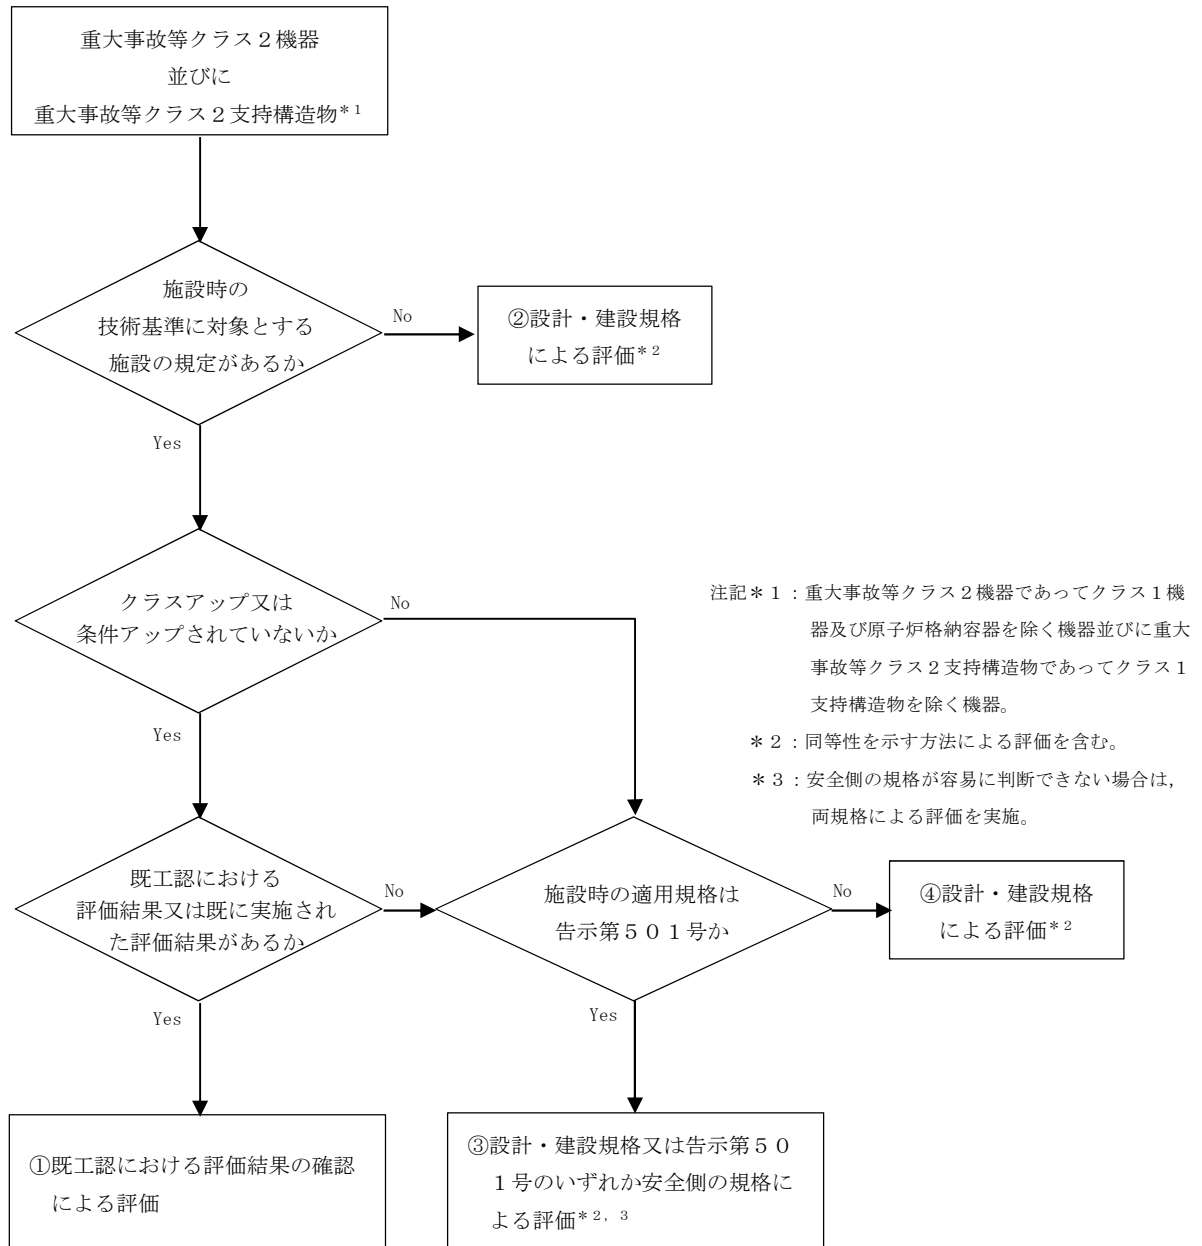 重大事故等クラス２機器
並びに
重大事故等クラス２支持構造物＊１
施設時の
技術基準に対象とする
施設の規定があるか
No
②設計・建設規格
による評価＊２
Yes
クラスアップ又は
条件アップされていないか
No
注記＊１：重大事故等クラス２機器であってクラス１機
器及び原子炉格納容器を除く機器並びに重大
事故等クラス２支持構造物であってクラス１
支持構造物を除く機器。
＊２：同等性を示す方法による評価を含む。
＊３：安全側の規格が容易に判断できない場合は，
両規格による評価を実施。
Yes
既工認における
評価結果又は既に実施され
た評価結果があるか
No
施設時の適用規格は
告示第５０１号か
No
④設計・建設規格
による評価＊２
Yes
Yes
①既工認における評価結果の確認
による評価
③設計・建設規格又は告示第５０
１号のいずれか安全側の規格に
よる評価＊２，３